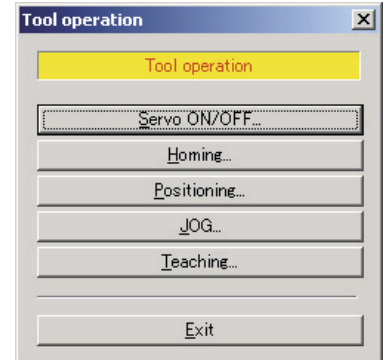 Tool operation
Tool operation
Servo ON/OFF...
Homing...
Positioning...
JOG...
Teaching...
Exit